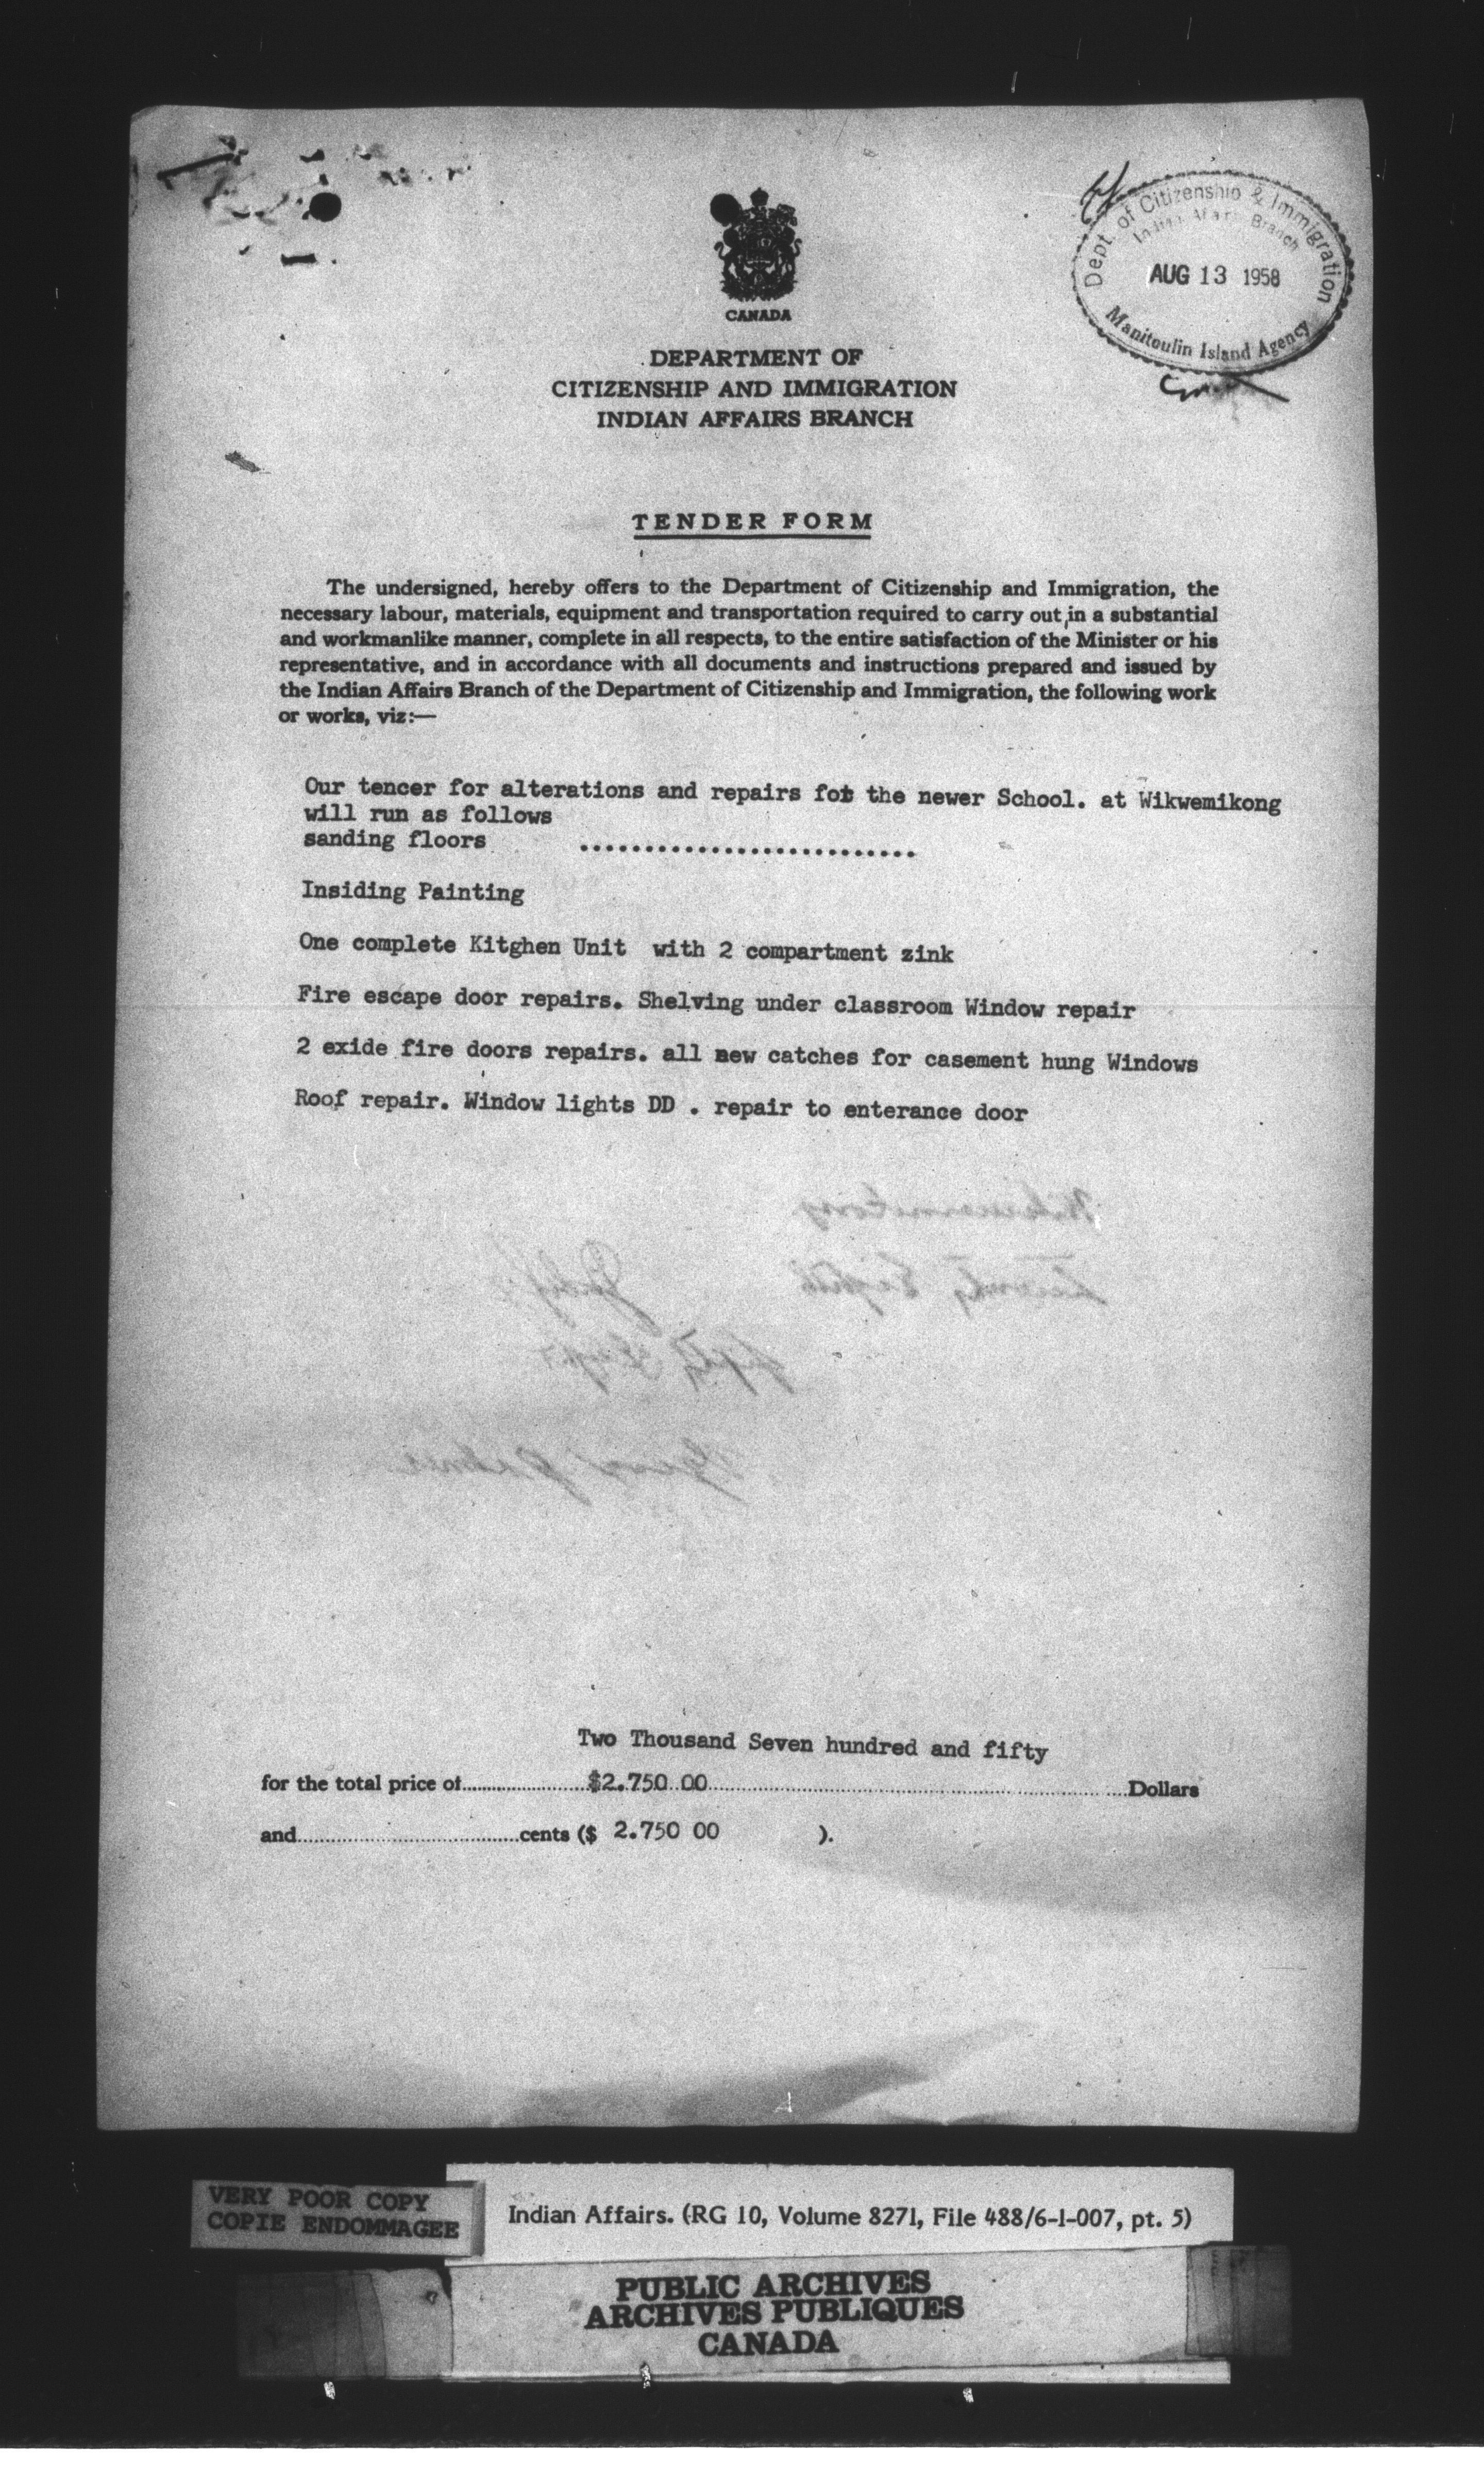 Dept. of Citizenship & Immigration
Indian Affairs Branch
AUG 13 1958
Manitoulin Island Agency
CANADA
DEPARTMENT OF
CITIZENSHIP AND IMMIGRATION
INDIAN AFFAIRS BRANCH
TENDER FORM
The undersigned, hereby offers to the Department of Citizenship and Immigration, the
necessary labour, materials, equipment and transportation required to carry out in a substantial
and workmanlike manner, complete in all respects, to the entire satisfaction of the Minister or his
representative, and in accordance with all documents and instructions prepared and issued by
the Indian Affairs Branch of the Department of Citizenship and Immigration, the following work
or works, viz:—
Our tencer for alterations and repairs fot the newer School. at Wikwemikong
will run as follows
sanding floors ..........................
Insiding Painting
One complete Kitghen Unit with 2 compartment zink
Fire escape door repairs. Shelving under classroom Window repair
2 exide fire doors repairs. all new catches for casement hung Windows
Roof repair. Window lights DD . repair to enterance door
Two Thousand Seven hundred and fifty
for the total price of $2.750 00 Dollars
and cents ($ 2.750 00 ).
VERY POOR COPY
COPIE ENDOMMAGEE
Indian Affairs. (RG 10, Volume 8271, File 488/6-1-007, pt. 5)
PUBLIC ARCHIVES
ARCHIVES PUBLIQUES
CANADA